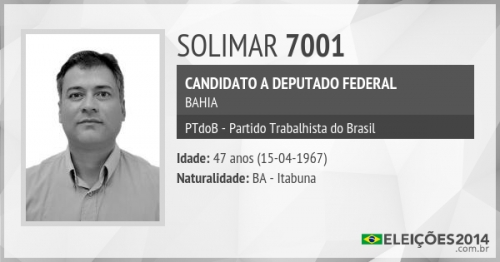 SOLIMAR 7001
CANDIDATO A DEPUTADO FEDERAL
BAHIA
PTdoB - Partido Trabalhista do Brasil
Idade: 47 anos (15-04-1967)
Naturalidade: BA - Itabuna
ELEIÇÕES2014
.com.br